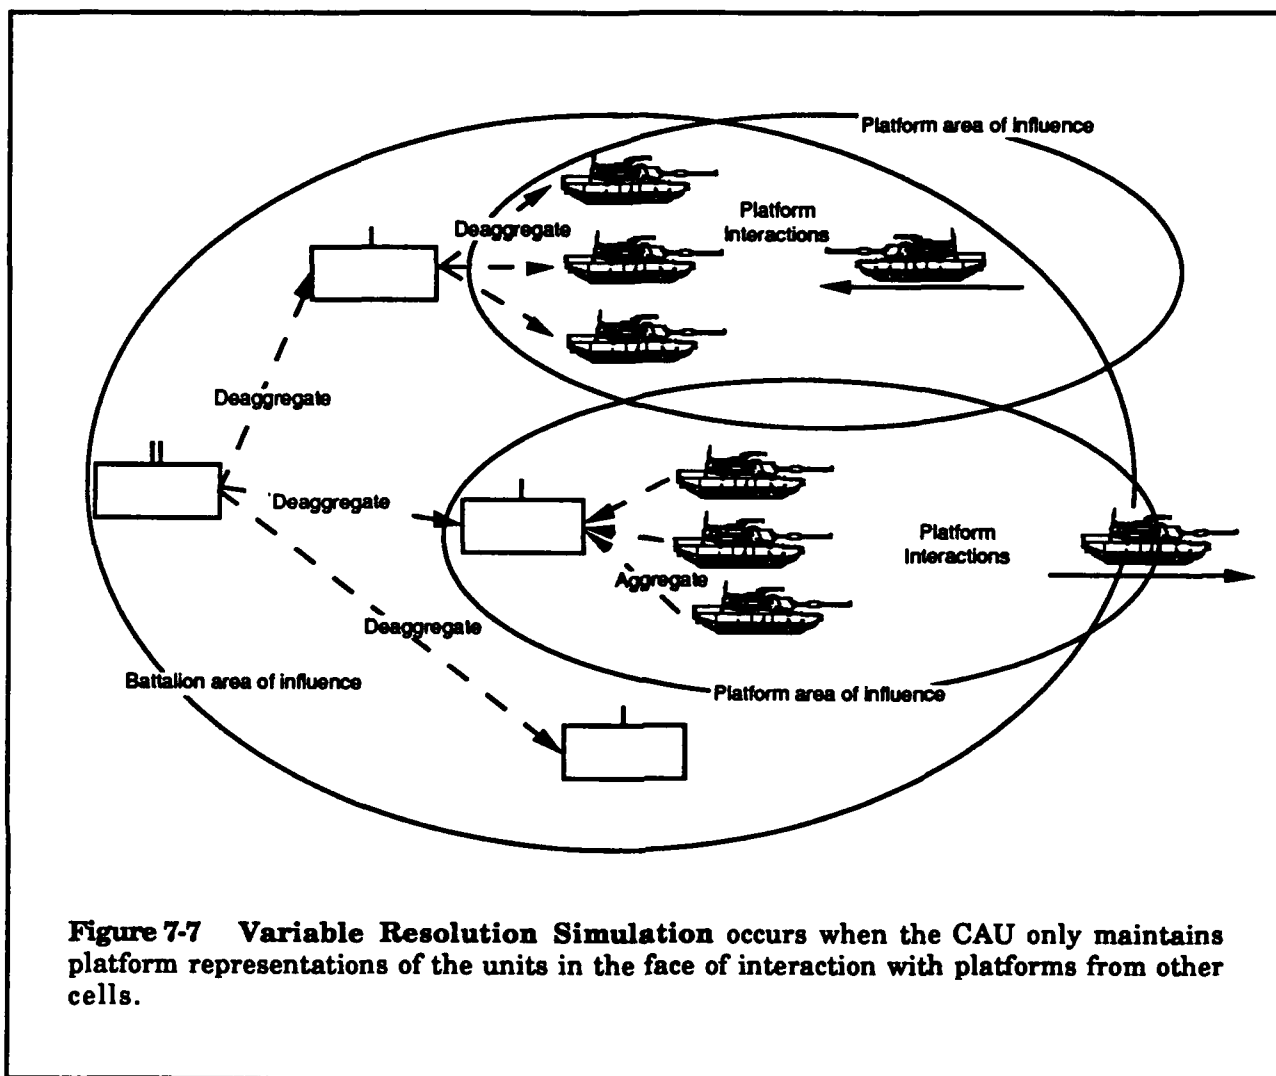 Platform area of influence
Deaggregate
Platform
Interactions
Deaggregate
Deaggregate
Platform
Interactions
Aggregate
Deaggregate
Battalion area of influence
Platform area of influence
Figure 7-7 Variable Resolution Simulation occurs when the CAU only maintains
platform representations of the units in the face of interaction with platforms from other
cells.